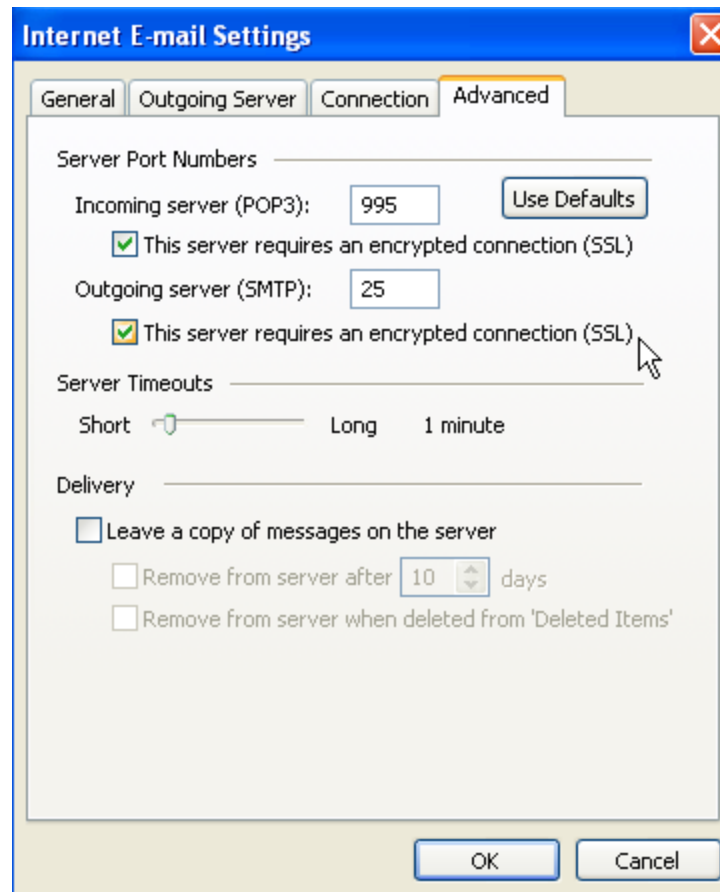 Internet E-mail Settings
General Outgoing Server Connection Advanced
Server Port Numbers
Incoming server (POP3): 995 Use Defaults
This server requires an encrypted connection (SSL)
Outgoing server (SMTP): 25
This server requires an encrypted connection (SSL)
Server Timeouts
Short Long 1 minute
Delivery
Leave a copy of messages on the server
Remove from server after 10 days
Remove from server when deleted from 'Deleted Items'
OK Cancel